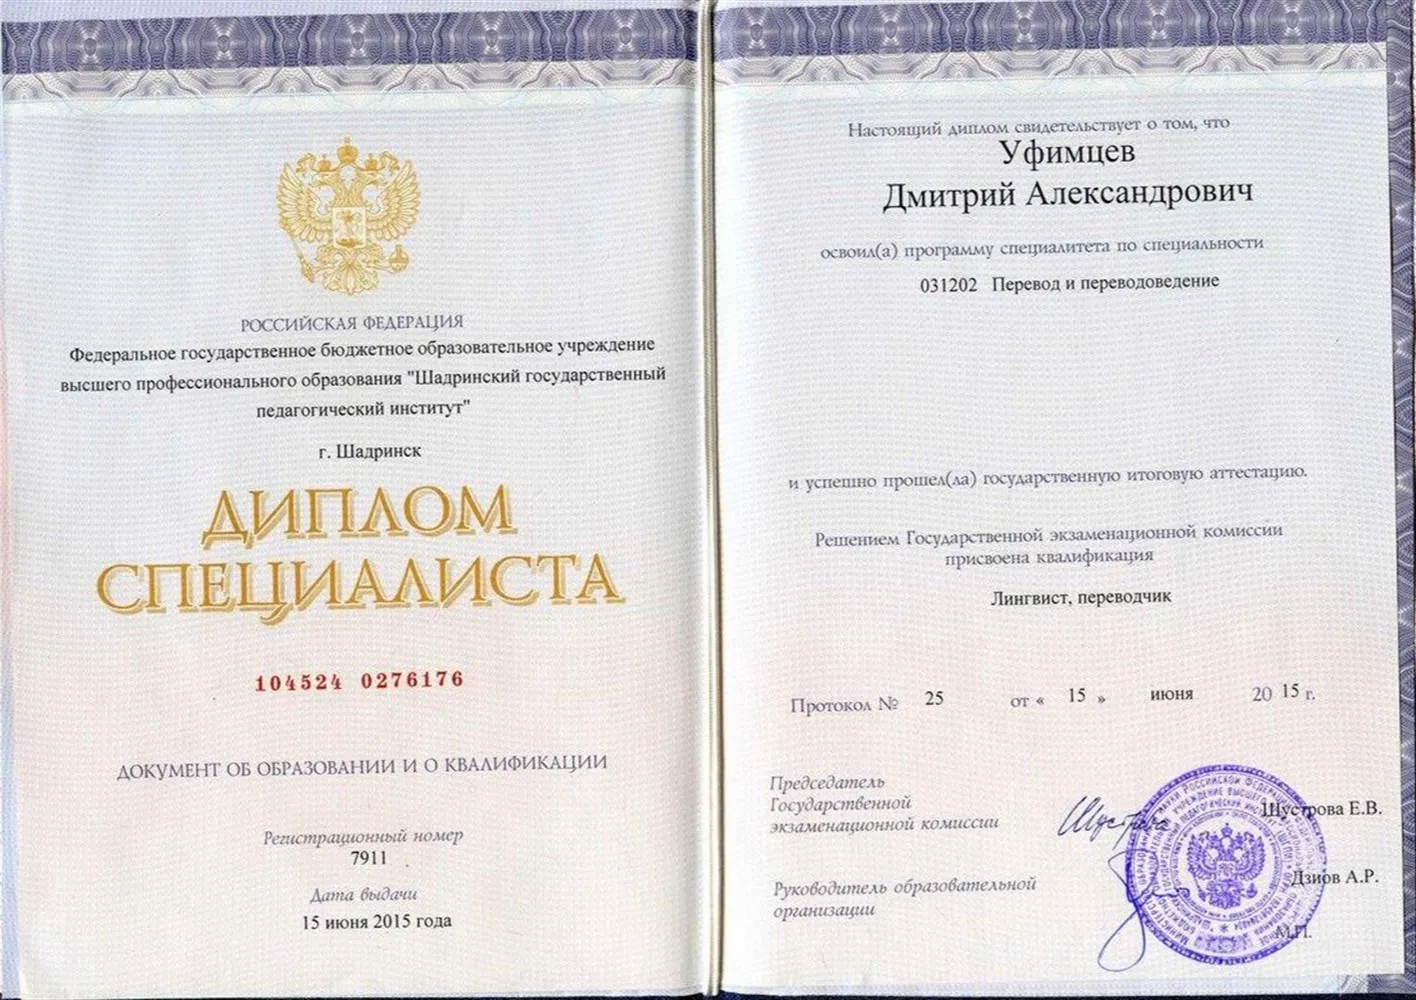 РОССИЙСКАЯ ФЕДЕРАЦИЯ
Федеральное государственное бюджетное образовательное учреждение
высшего профессионального образования "Шадринский государственный
педагогический институт"
г. Шадринск
ДИПЛОМ
СПЕЦИАЛИСТА
104524 0276176
ДОКУМЕНТ ОБ ОБРАЗОВАНИИ И О КВАЛИФИКАЦИИ
Регистрационный номер
7911
Дата выдачи
15 июня 2015 года
Настоящий диплом свидетельствует о том, что
Уфимцев
Дмитрий Александрович
освоил(а) программу специалитета по специальности
031202 Перевод и переводоведение
и успешно прошел(ла) государственную итоговую аттестацию.
Решением Государственной экзаменационной комиссии
присвоена квалификация
Лингвист, переводчик
Протокол № 25 от « 15 » июня 20 15 г.
Председатель
Государственной
экзаменационной комиссии
Шустрова Е.В.
Руководитель образовательной
организации
Дзиов А.Р.
М.П.